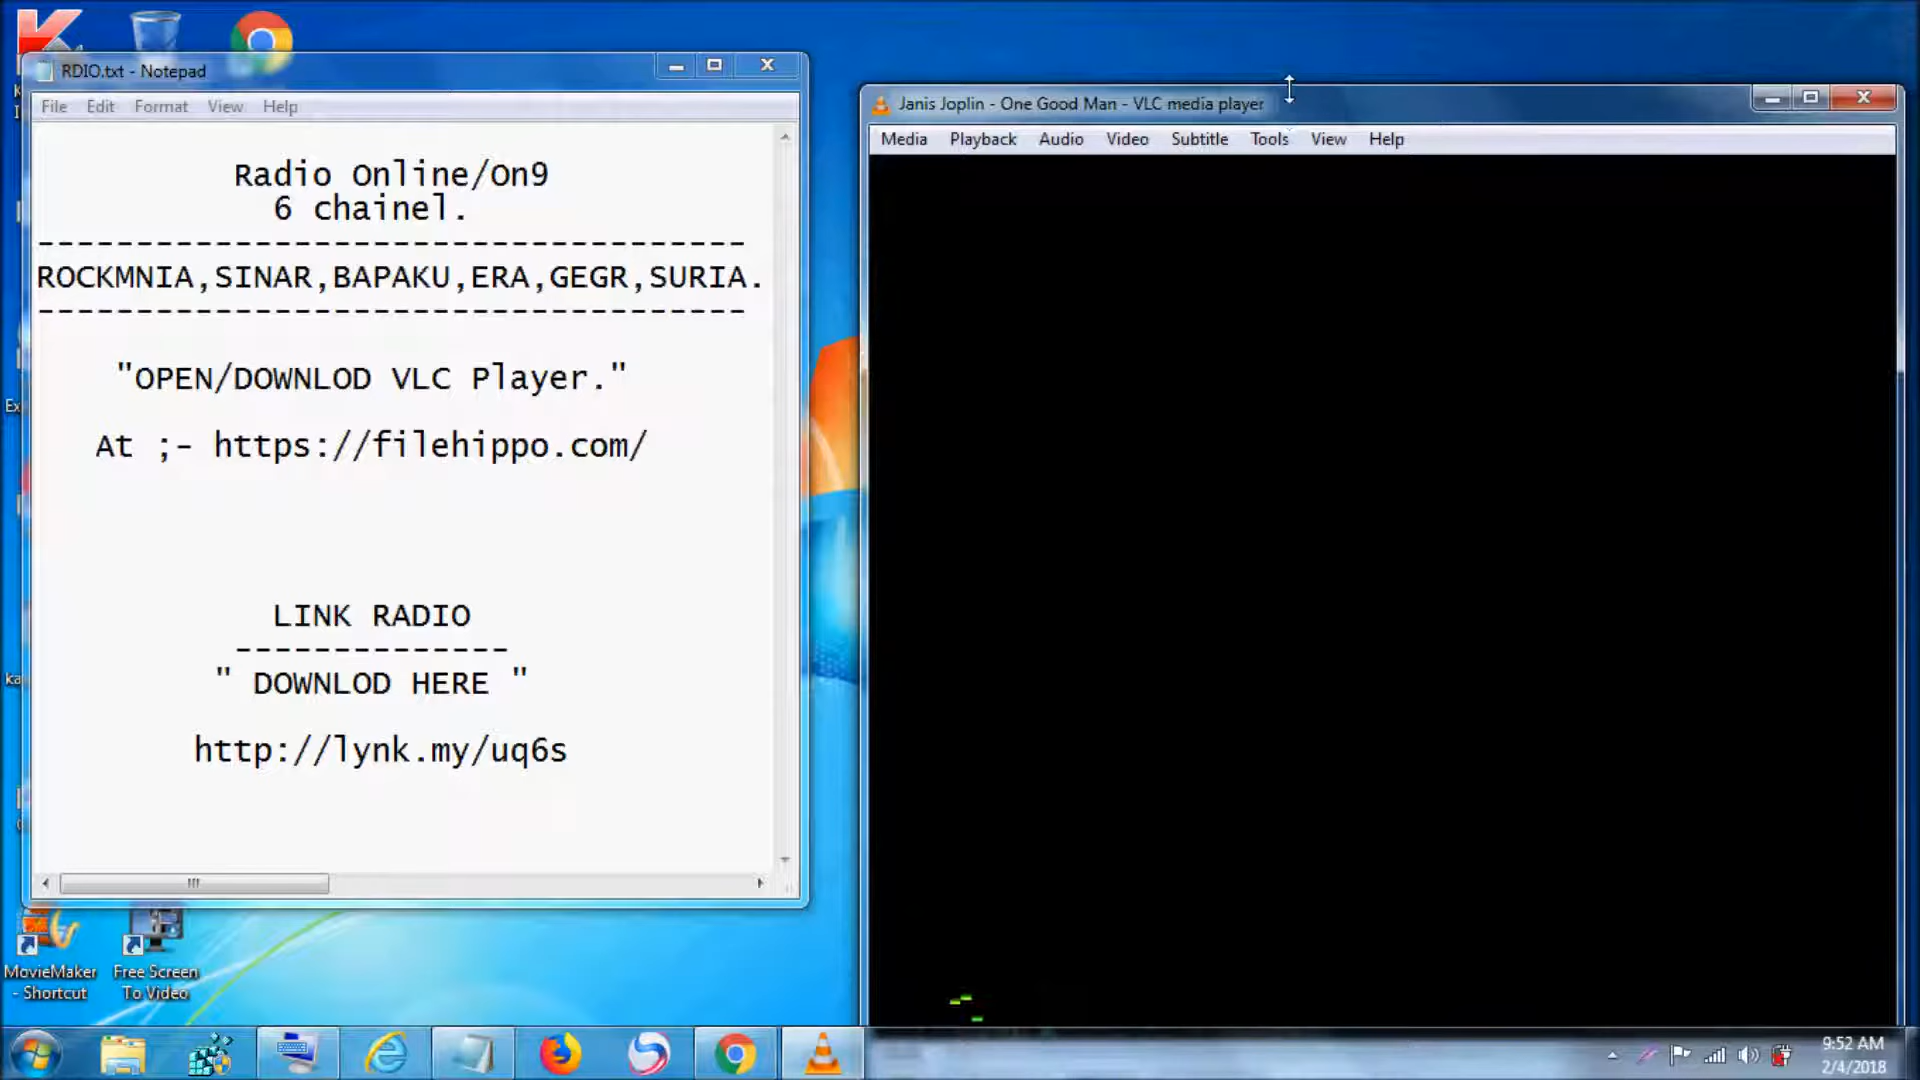 RDIO.txt - Notepad
File Edit Format View Help
Radio Online/On9
6 chainel.
------------------------------------
ROCKMNIA,SINAR,BAPAKU,ERA,GEGR,SURIA.
------------------------------------
"OPEN/DOWNLOD VLC Player."
At ;- https://filehippo.com/
LINK RADIO
--------------
" DOWNLOD HERE "
http://lynk.my/uq6s
Janis Joplin - One Good Man - VLC media player
Media Playback Audio Video Subtitle Tools View Help
Ex
ka
MovieMaker
- Shortcut
Free Screen
To Video
9:52 AM
2/4/2018